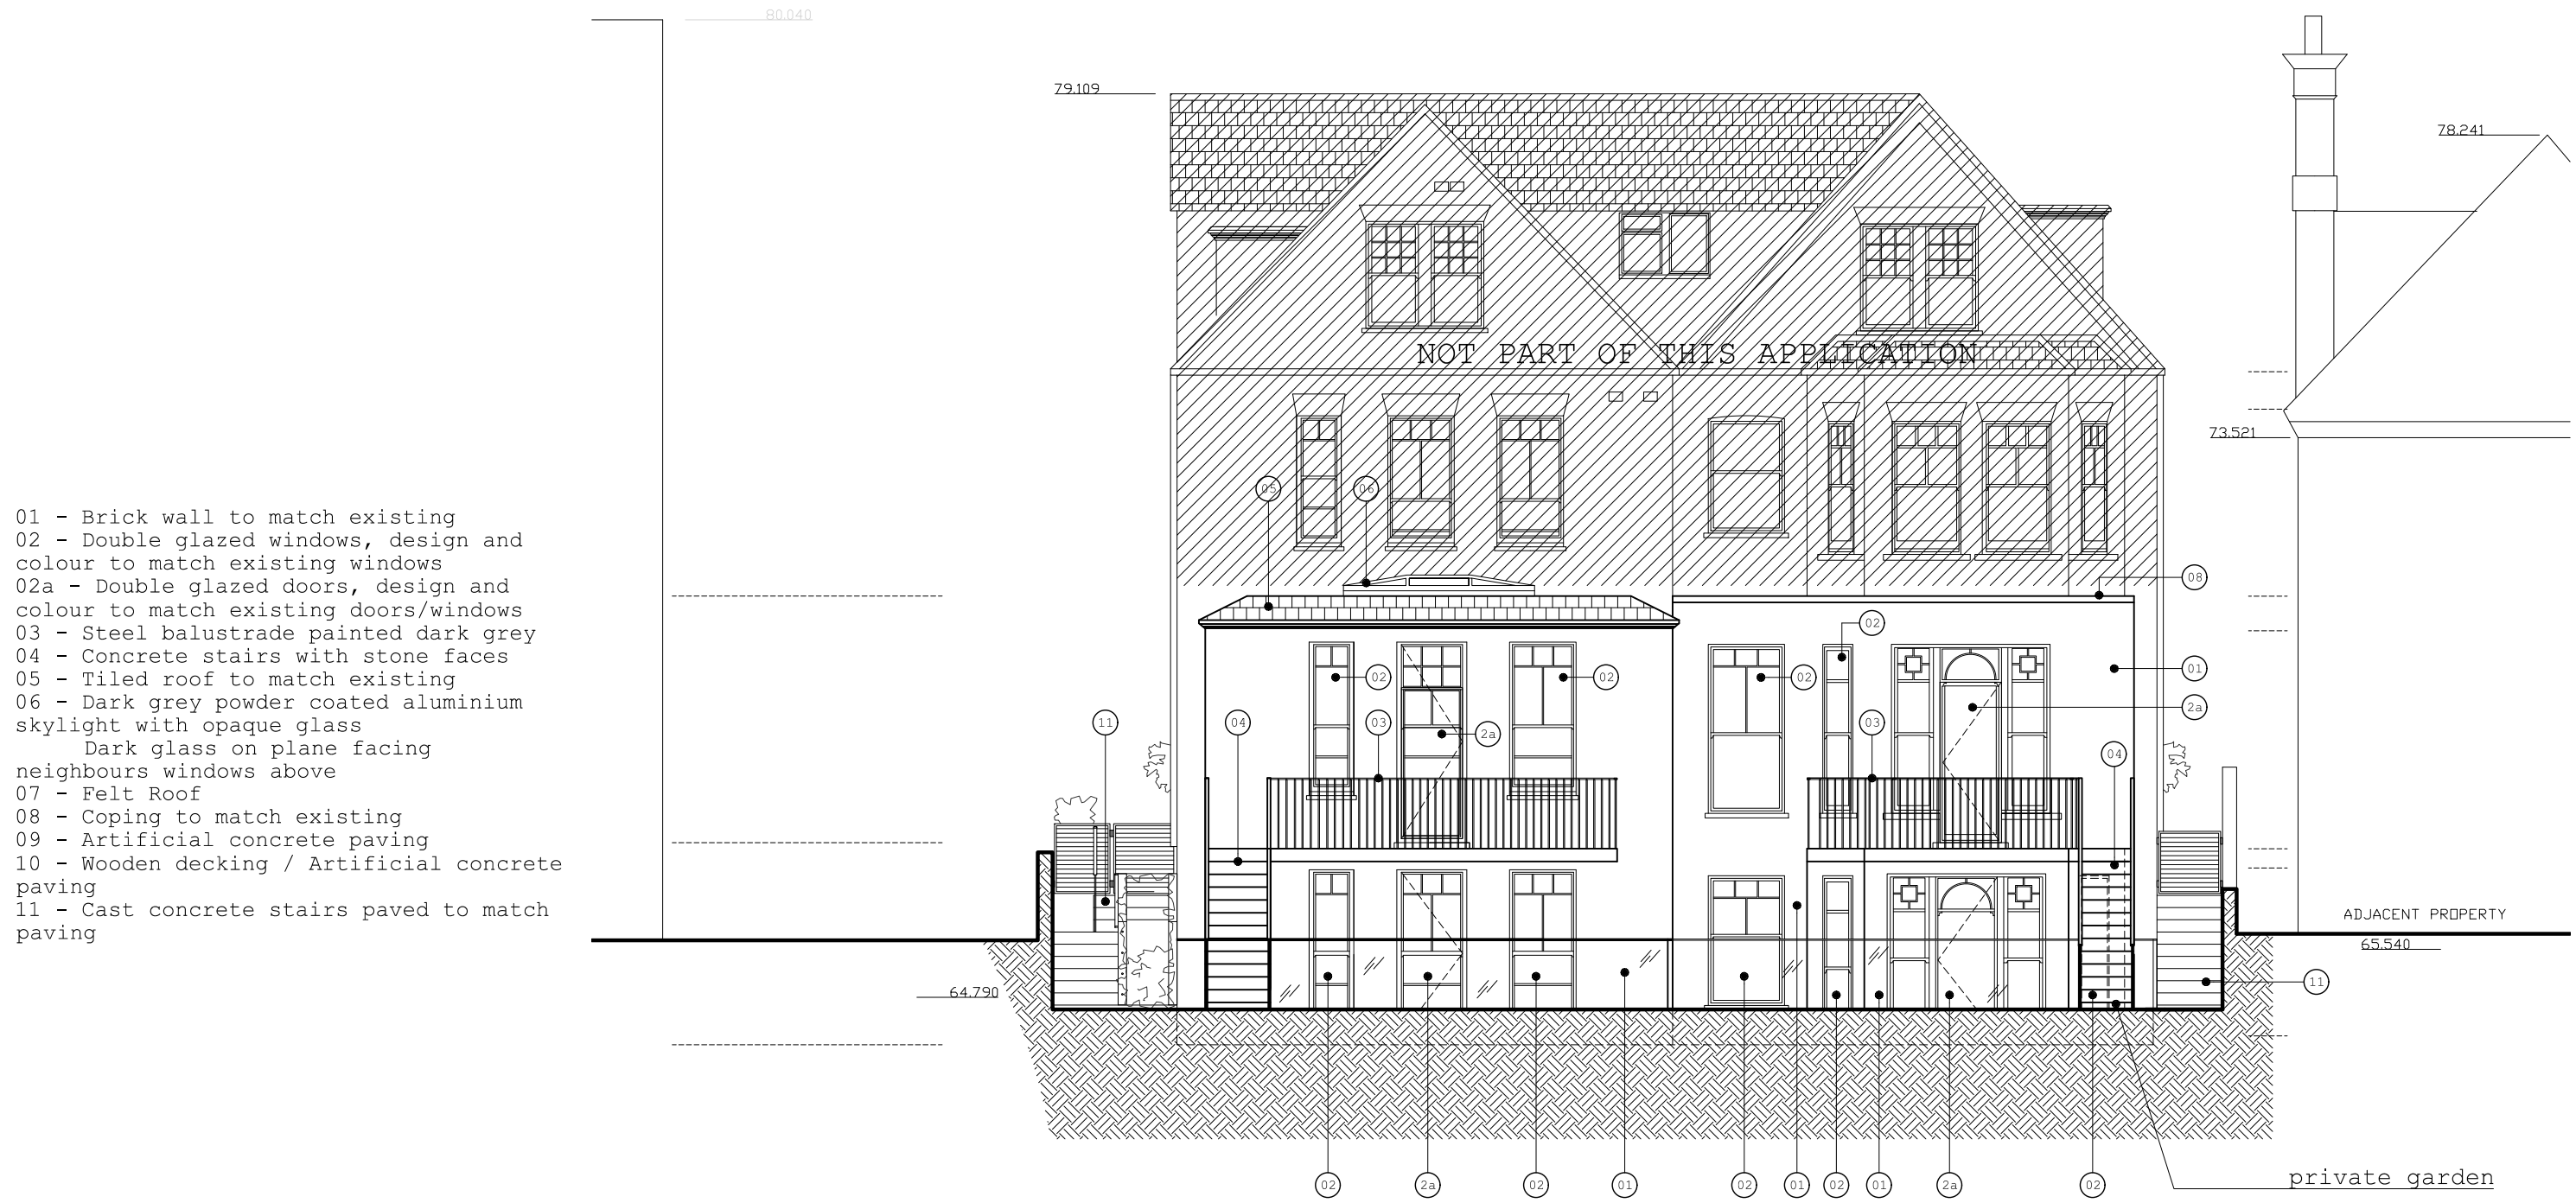 80.040
79.109
78.241
NOT PART OF THIS APPLICATION
73.521
05
06
01 - Brick wall to match existing
02 - Double glazed windows, design and
colour to match existing windows
02a - Double glazed doors, design and
colour to match existing doors/windows
03 - Steel balustrade painted dark grey
04 - Concrete stairs with stone faces
05 - Tiled roof to match existing
06 - Dark grey powder coated aluminium
skylight with opaque glass
Dark glass on plane facing
neighbours windows above
07 - Felt Roof
08 - Coping to match existing
09 - Artificial concrete paving
10 - Wooden decking / Artificial concrete
paving
11 - Cast concrete stairs paved to match
paving
08
02
02
02
02
01
2a
11
04
03
2a
03
04
ADJACENT PROPERTY
65.540
64.790
11
02
2a
02
01
02
01
02
01
2a
02
private garden